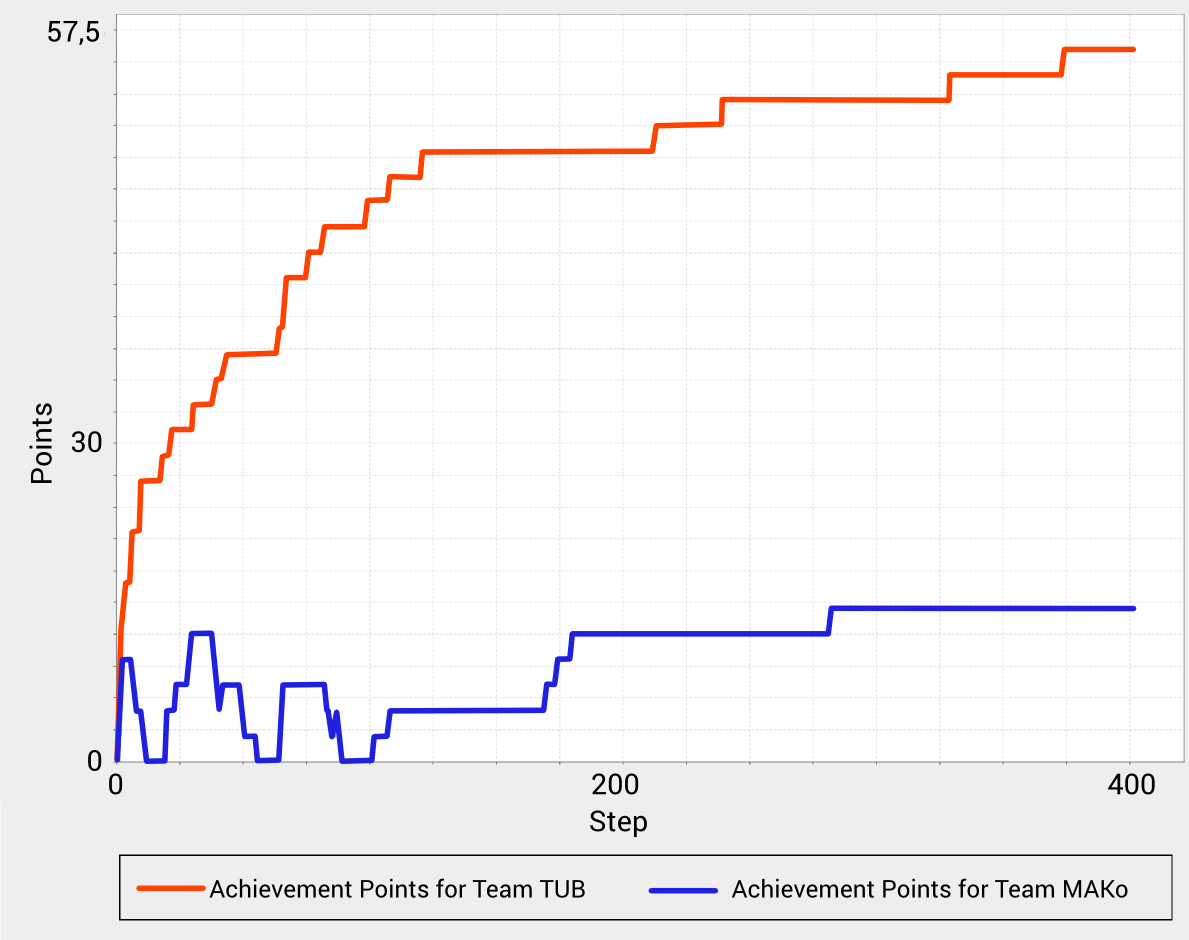 57,5
Points
30
0
0 200 400
Step
Achievement Points for Team TUB
Achievement Points for Team MAKo